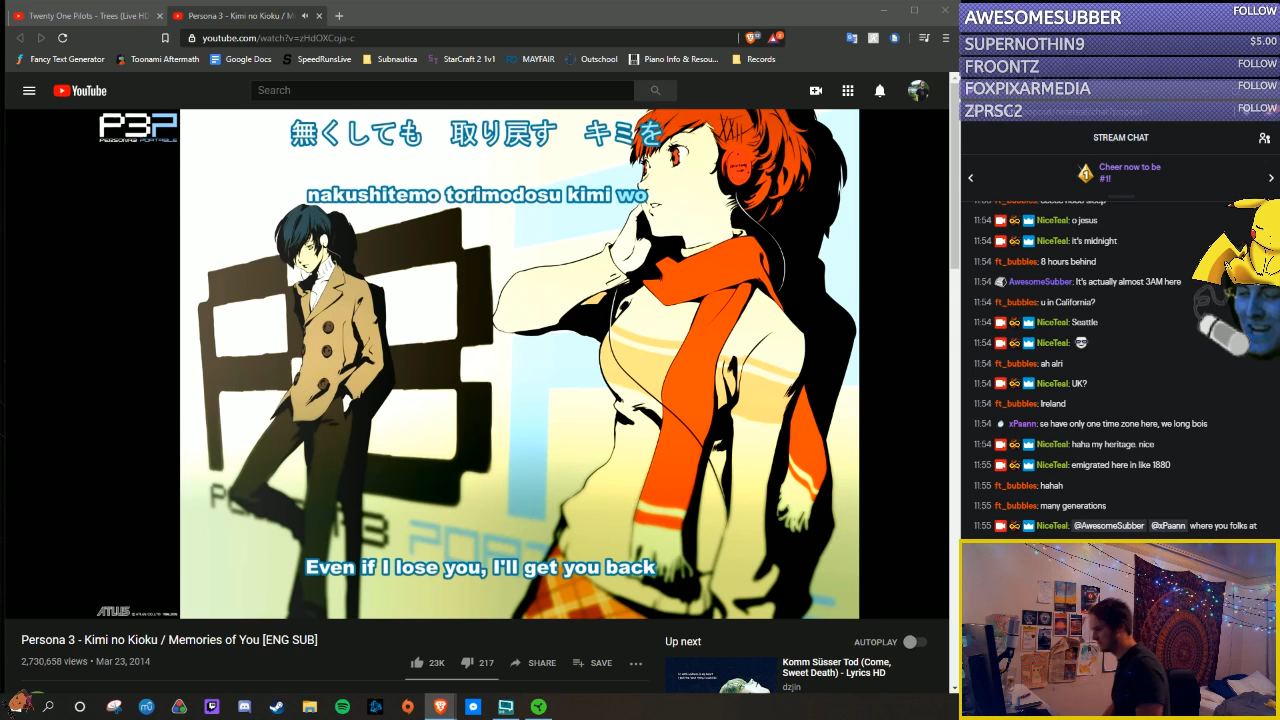 Twenty One Pilots - Trees (Live HD
Persona 3 - Kimi no Kioku / M
youtube.com/watch?v=zHdOXCoja-c
Fancy Text Generator
Toonami Aftermath
Google Docs
SpeedRunsLive
Subnautica
StarCraft 2 1v1
MAYFAIR
Outschool
Piano Info & Resou...
Records
YouTube
Search
P3P
PERSONA3 PORTABLE
無くしても 取り戻す キミを
nakushitemo torimodosu kimi wo
Even if I lose you, I'll get you back
ATLUS
Persona 3 - Kimi no Kioku / Memories of You [ENG SUB]
2,730,658 views • Mar 23, 2014
23K
217
SHARE
SAVE
Up next
AUTOPLAY
Komm Süsser Tod (Come,
Sweet Death) - Lyrics HD
dzjin
AWESOMESUBBER FOLLOW
SUPERNOTHIN9 $5.00
FROONTZ FOLLOW
FOXPIXARMEDIA FOLLOW
ZPRSC2 FOLLOW
STREAM CHAT
Cheer now to be
#1!
11:54 NiceTeal: o jesus
11:54 NiceTeal: it's midnight
11:54 ft_bubbles: 8 hours behind
11:54 AwesomeSubber: It's actually almost 3AM here
11:54 ft_bubbles: u in California?
11:54 NiceTeal: Seattle
11:54 NiceTeal:
11:54 ft_bubbles: ah alri
11:54 NiceTeal: UK?
11:54 ft_bubbles: Ireland
11:54 xPaann: se have only one time zone here, we long bois
11:54 NiceTeal: haha my heritage. nice
11:55 NiceTeal: emigrated here in like 1880
11:55 ft_bubbles: hahah
11:55 ft_bubbles: many generations
11:55 NiceTeal: @AwesomeSubber @xPaann where you folks at